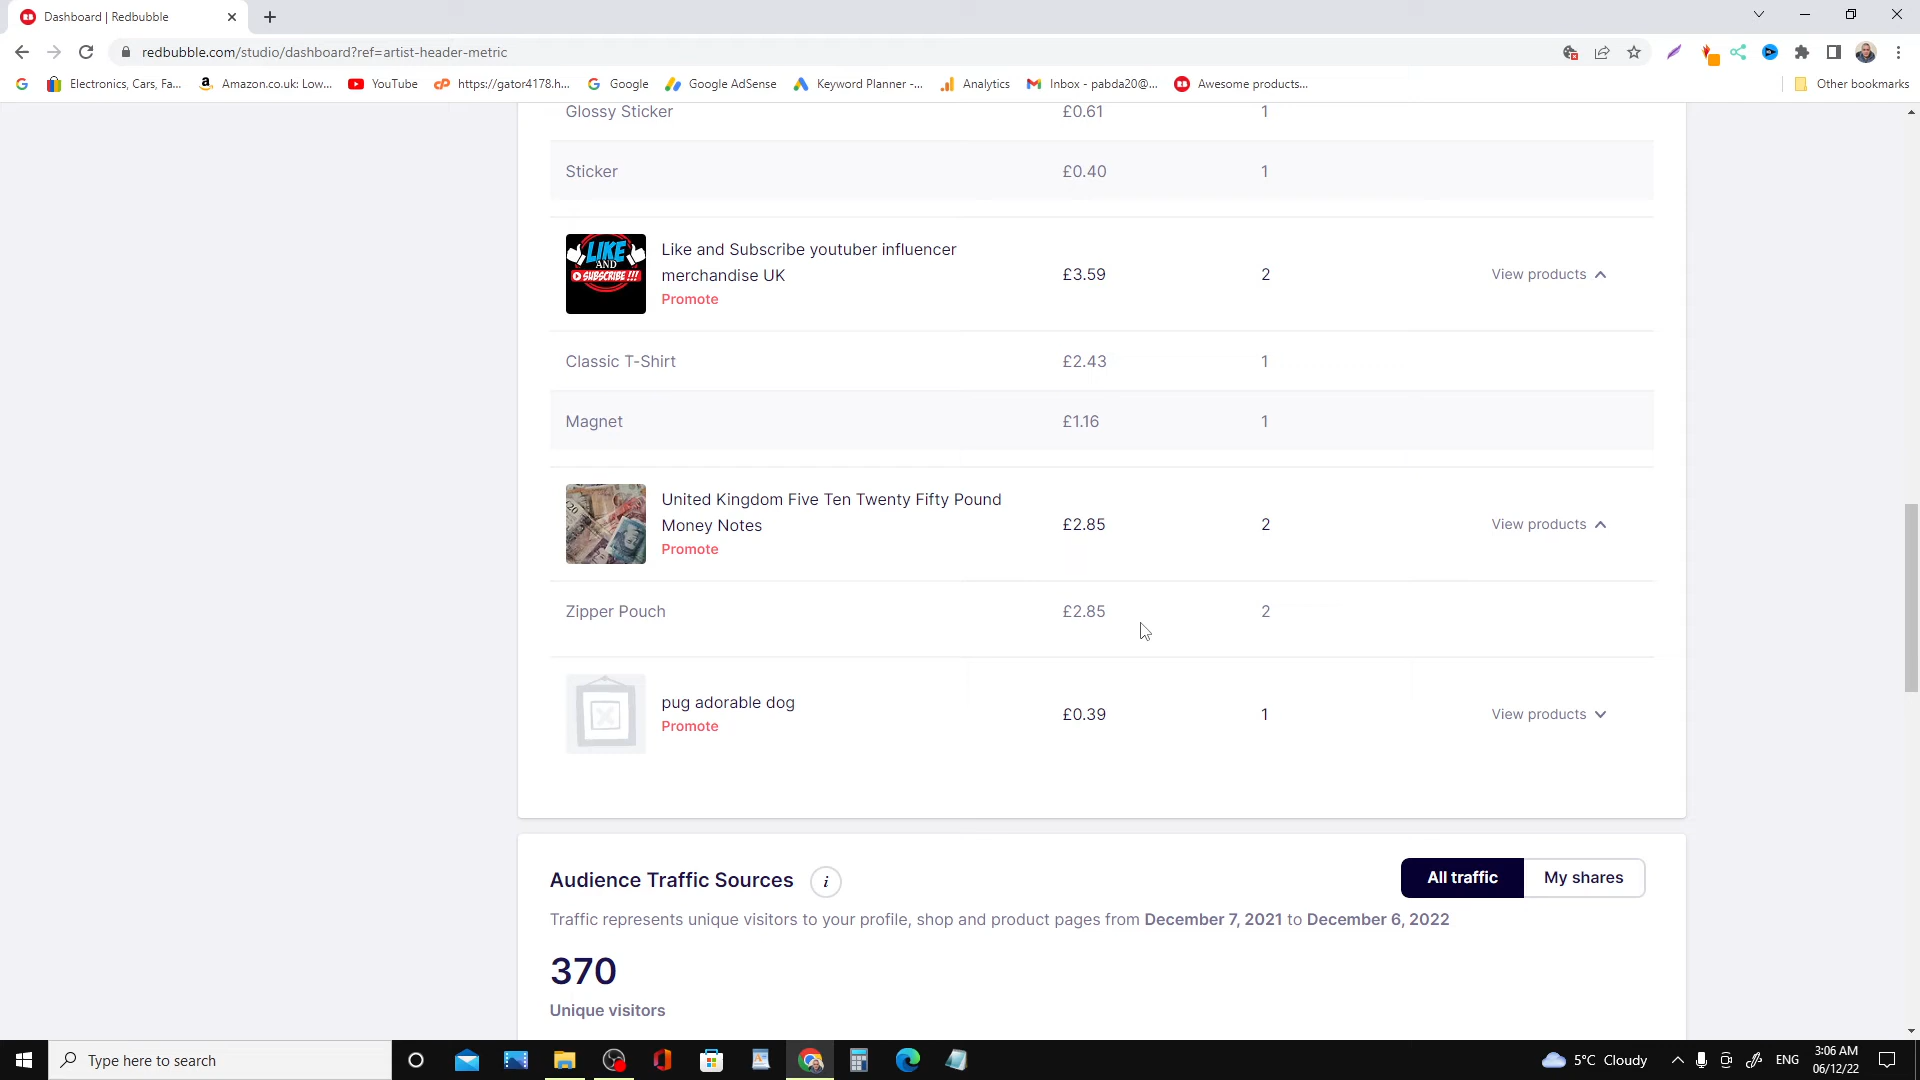 Dashboard | Redbubble
redbubble.com/studio/dashboard?ref=artist-header-metric
Electronics, Cars, Fa...
Amazon.co.uk: Low...
YouTube
https://gator4178.h...
Google
Google AdSense
Keyword Planner -...
Analytics
Inbox - pabda20@...
Awesome products...
Other bookmarks
Glossy Sticker £0.61 1
Sticker £0.40 1
LIKE
AND
SUBSCRIBE !!!
Like and Subscribe youtuber influencer
merchandise UK
Promote
£3.59 2 View products
Classic T-Shirt £2.43 1
Magnet £1.16 1
United Kingdom Five Ten Twenty Fifty Pound
Money Notes
Promote
£2.85 2 View products
Zipper Pouch £2.85 2
pug adorable dog
Promote
£0.39 1 View products
Audience Traffic Sources i
All traffic My shares
Traffic represents unique visitors to your profile, shop and product pages from December 7, 2021 to December 6, 2022
370
Unique visitors
Type here to search
5°C Cloudy
ENG
3:06 AM
06/12/22